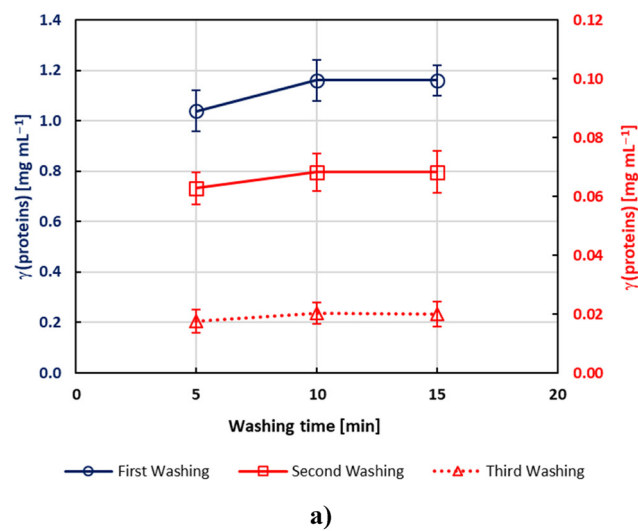 1.4
1.2
1.0
0.8
0.6
0.4
0.2
0.0
γ(proteins) [mg mL⁻¹]
0.12
0.10
0.08
0.06
0.04
0.02
0.00
γ(proteins) [mg mL⁻¹]
0 5 10 15 20
Washing time [min]
First Washing Second Washing Third Washing
a)